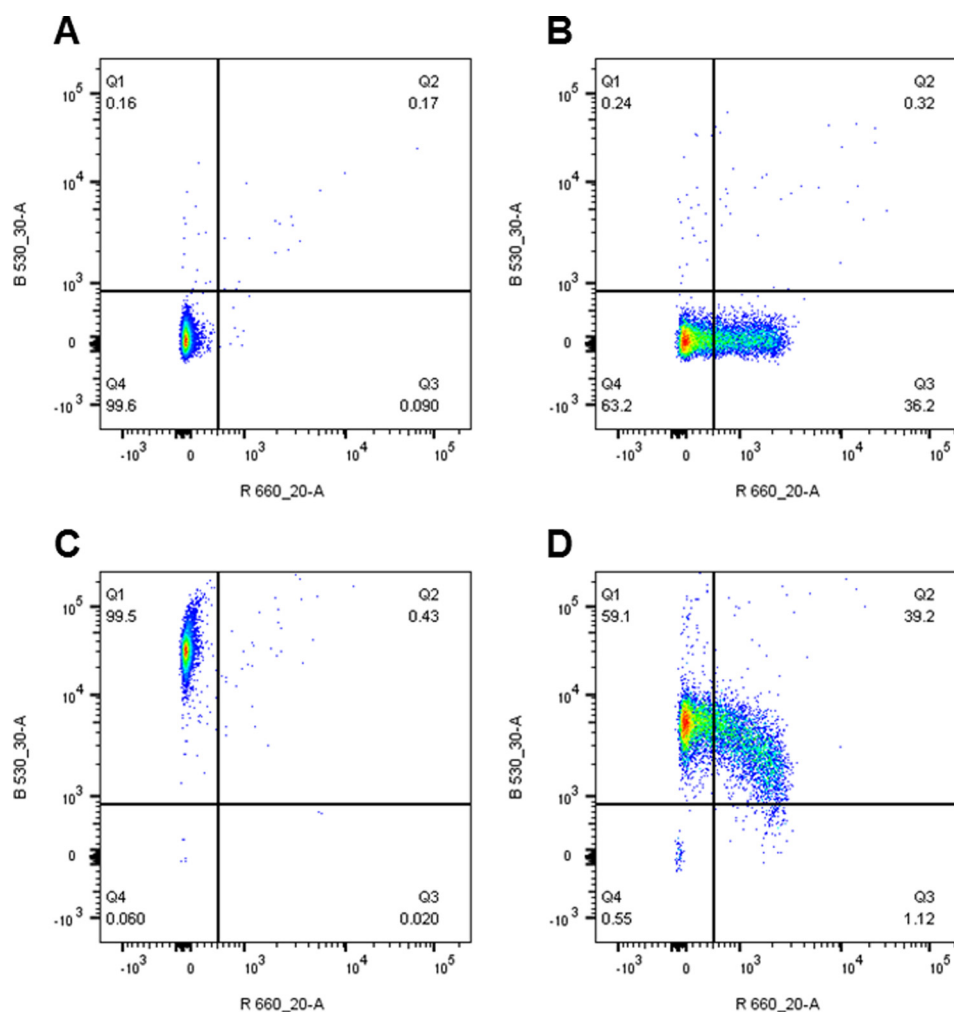 A
Q1
0.16
Q2
0.17
Q4
99.6
Q3
0.090
10^5
10^4
10^3
0
-10^3
B 530_30-A
-10^3
0
10^3
10^4
10^5
R 660_20-A
B
Q1
0.24
Q2
0.32
Q4
63.2
Q3
36.2
10^5
10^4
10^3
0
-10^3
B 530_30-A
-10^3
0
10^3
10^4
10^5
R 660_20-A
C
Q1
99.5
Q2
0.43
Q4
0.060
Q3
0.020
10^5
10^4
10^3
0
-10^3
B 530_30-A
-10^3
0
10^3
10^4
10^5
R 660_20-A
D
Q1
59.1
Q2
39.2
Q4
0.55
Q3
1.12
10^5
10^4
10^3
0
-10^3
B 530_30-A
-10^3
0
10^3
10^4
10^5
R 660_20-A